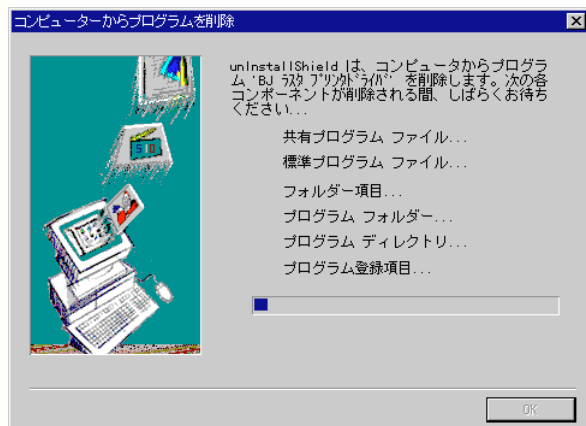 コンピューターからプログラムを削除
unInstallShield は、コンピュータからプログラ
ム 'BJ ﾗｽﾀ ﾌﾟﾘﾝﾀﾄﾞﾗｲﾊﾞ' を削除します。次の各
コンポーネントが削除される間、しばらくお待ち
ください...
共有プログラム ファイル...
標準プログラム ファイル...
フォルダー項目...
プログラム フォルダー...
プログラム ディレクトリ...
プログラム登録項目...
OK